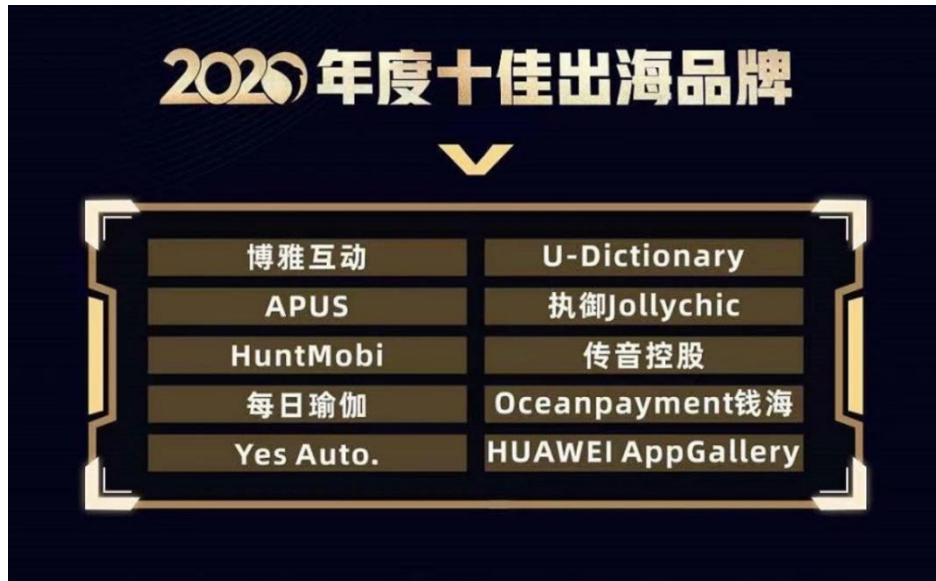 2020年度十佳出海品牌
博雅互动
U-Dictionary
APUS
执御Jollychic
HuntMobi
传音控股
每日瑜伽
Oceanpayment钱海
Yes Auto.
HUAWEI AppGallery